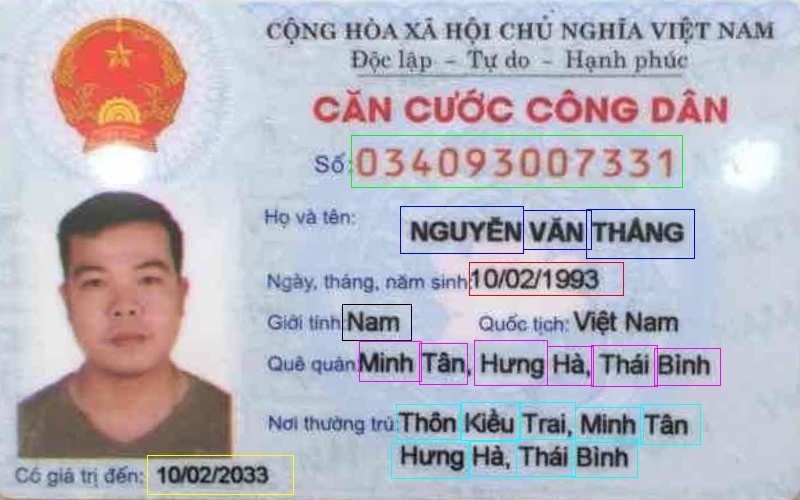 CỘNG HÒA XÃ HỘI CHỦ NGHĨA VIỆT NAM
Độc lập - Tự do - Hạnh phúc
CĂN CƯỚC CÔNG DÂN
Số: 034093007331
Họ và tên: NGUYỄN VĂN THẮNG
Ngày, tháng, năm sinh: 10/02/1993
Giới tính: Nam Quốc tịch: Việt Nam
Quê quán: Minh Tân, Hưng Hà, Thái Bình
Nơi thường trú: Thôn Kiều Trai, Minh Tân
Hưng Hà, Thái Bình
Có giá trị đến: 10/02/2033